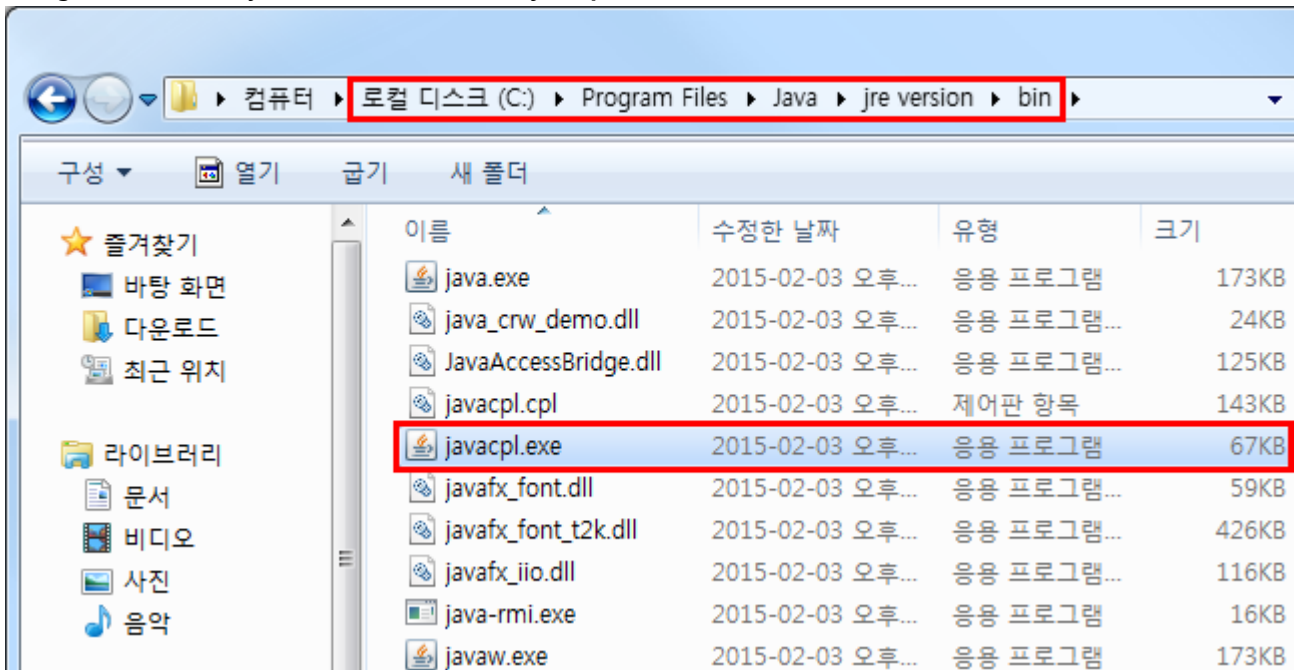 컴퓨터 ▸ 로컬 디스크 (C:) ▸ Program Files ▸ Java ▸ jre version ▸ bin ▸
구성 ▼ 열기 굽기 새 폴더
즐겨찾기
바탕 화면
다운로드
최근 위치
라이브러리
문서
비디오
사진
음악
이름 수정한 날짜 유형 크기
java.exe 2015-02-03 오후... 응용 프로그램 173KB
java_crw_demo.dll 2015-02-03 오후... 응용 프로그램... 24KB
JavaAccessBridge.dll 2015-02-03 오후... 응용 프로그램... 125KB
javacpl.cpl 2015-02-03 오후... 제어판 항목 143KB
javacpl.exe 2015-02-03 오후... 응용 프로그램 67KB
javafx_font.dll 2015-02-03 오후... 응용 프로그램... 59KB
javafx_font_t2k.dll 2015-02-03 오후... 응용 프로그램... 426KB
javafx_iio.dll 2015-02-03 오후... 응용 프로그램... 116KB
java-rmi.exe 2015-02-03 오후... 응용 프로그램 16KB
javaw.exe 2015-02-03 오후... 응용 프로그램 173KB